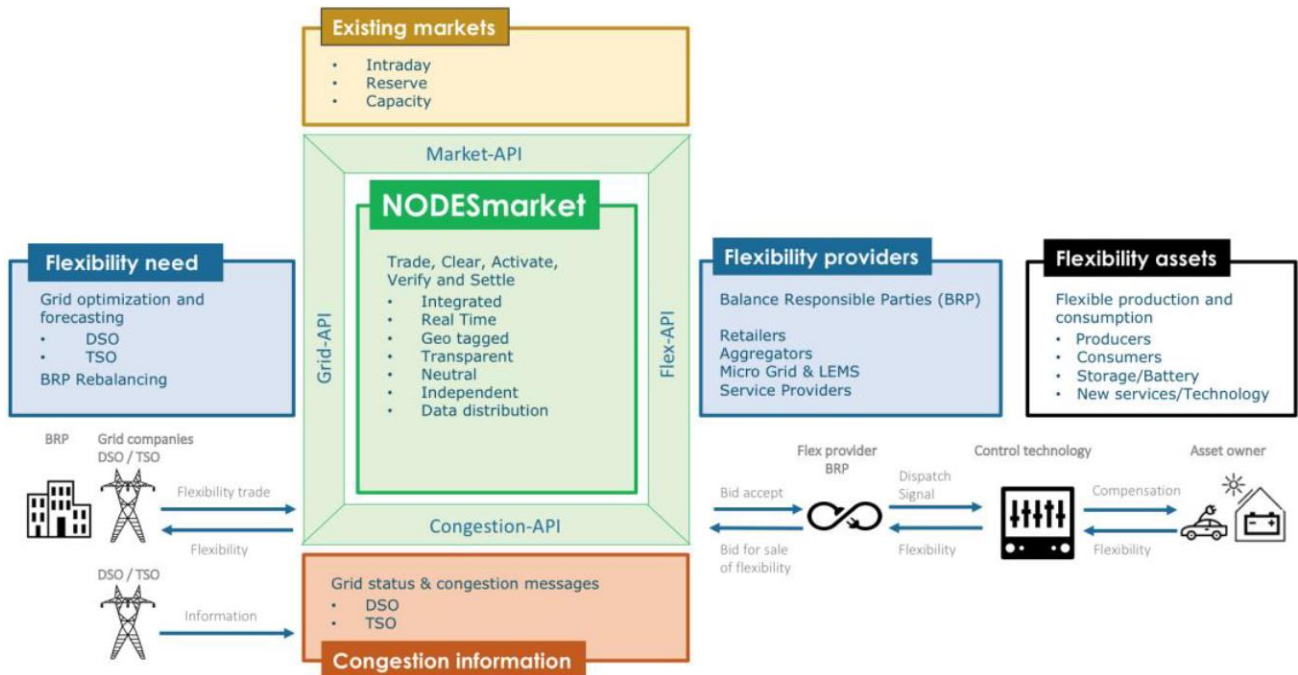 Existing markets
• Intraday
• Reserve
• Capacity
Market-API
NODESmarket
Trade, Clear, Activate,
Verify and Settle
• Integrated
• Real Time
• Geo tagged
• Transparent
• Neutral
• Independent
• Data distribution
Grid-API
Flex-API
Congestion-API
Flexibility need
Grid optimization and
forecasting
• DSO
• TSO
BRP Rebalancing
Flexibility providers
Balance Responsible Parties (BRP)
Retailers
Aggregators
Micro Grid & LEMS
Service Providers
Flexibility assets
Flexible production and
consumption
• Producers
• Consumers
• Storage/Battery
• New services/Technology
BRP
Grid companies
DSO / TSO
Flexibility trade
Flexibility
DSO / TSO
Information
Grid status & congestion messages
• DSO
• TSO
Congestion information
Bid accept
Bid for sale
of flexibility
Flex provider
BRP
Dispatch
Signal
Flexibility
Control technology
Compensation
Flexibility
Asset owner